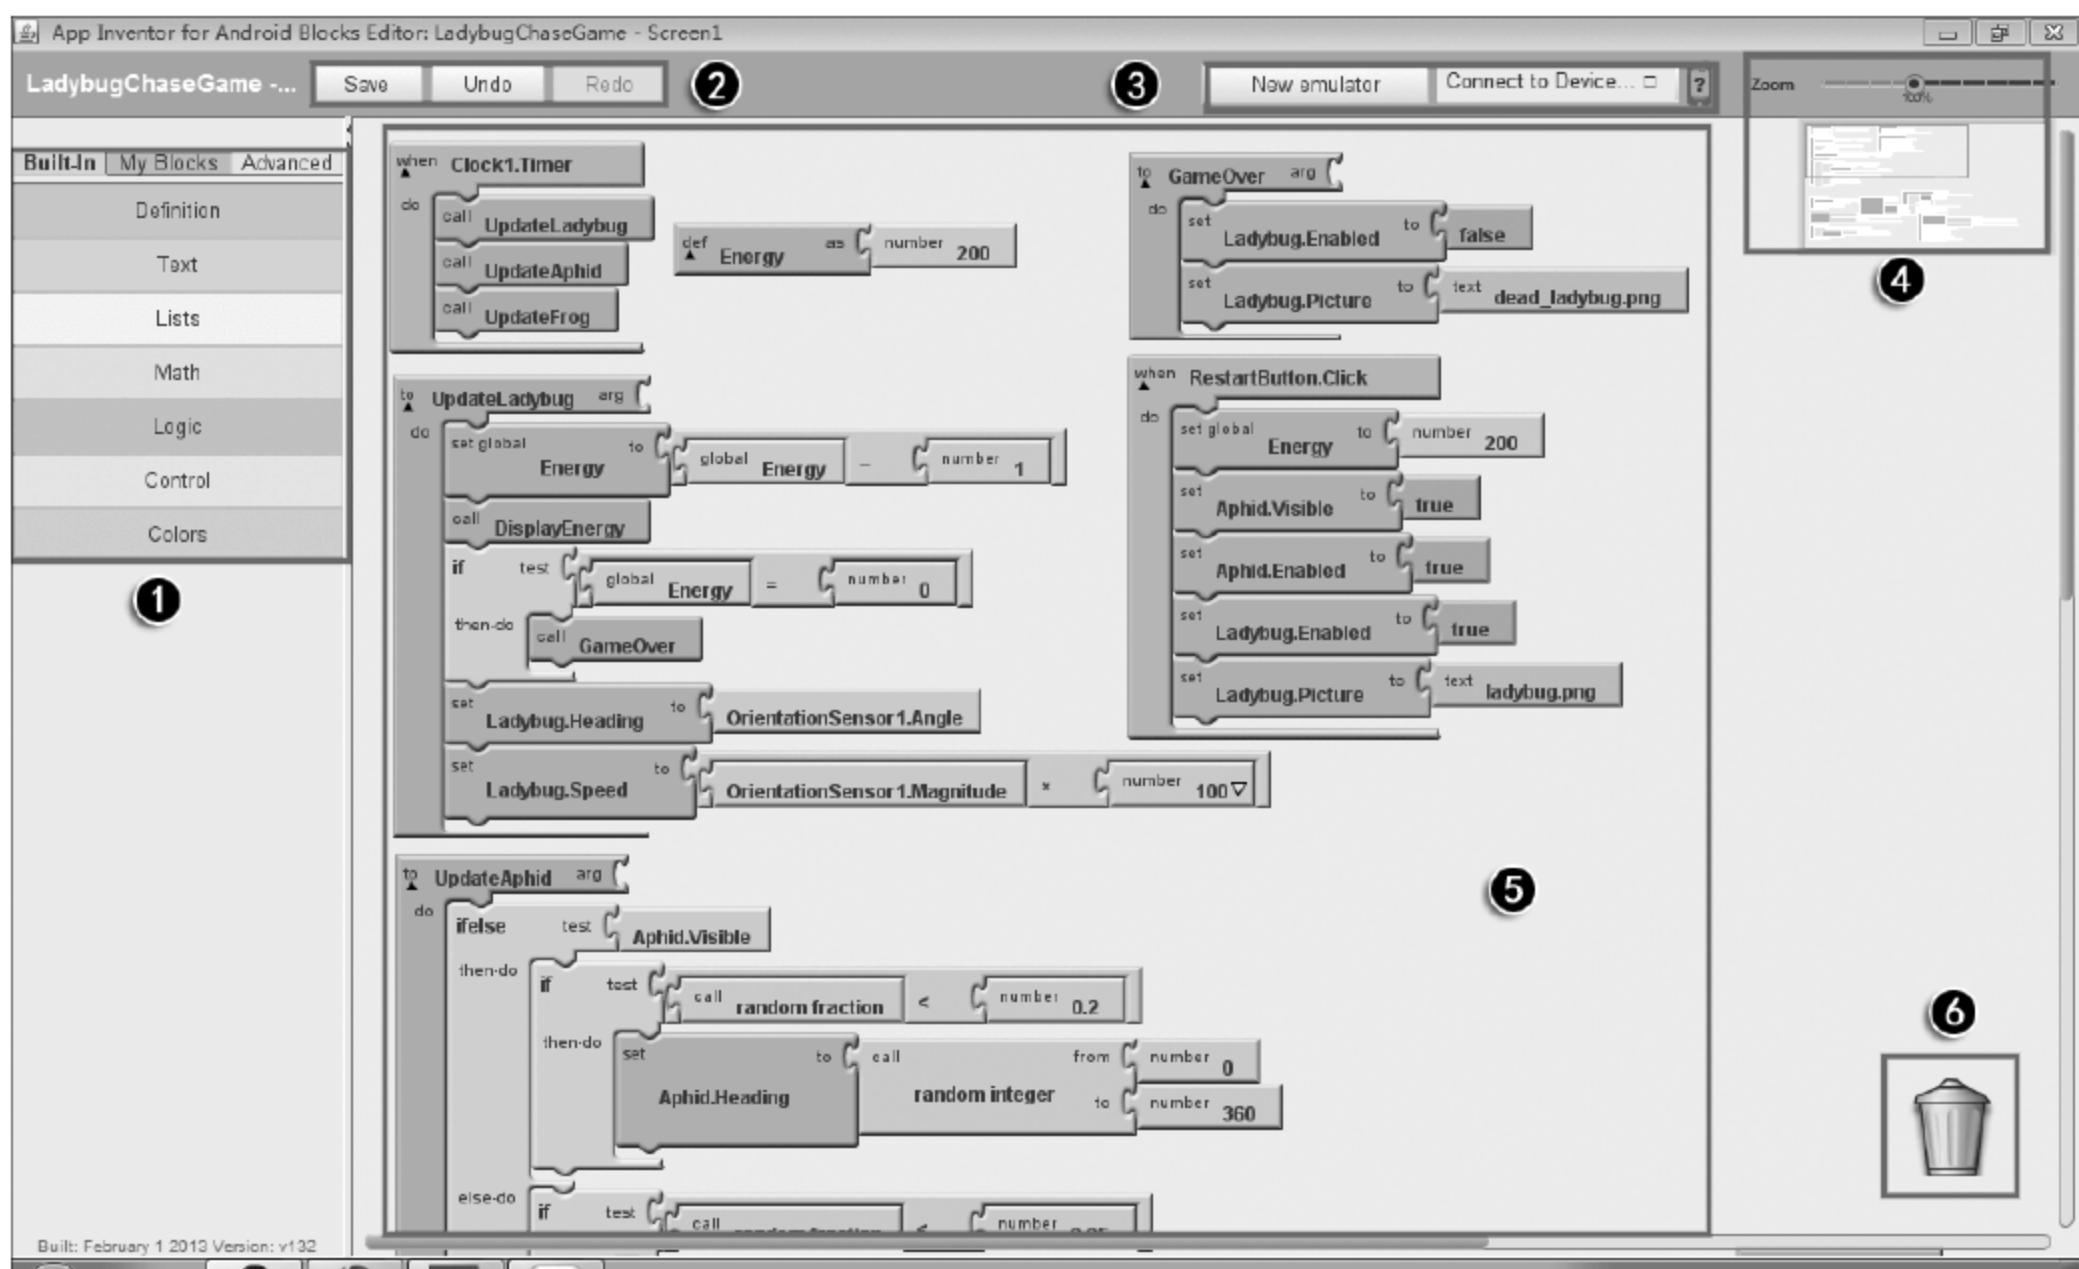 App Inventor for Android Blocks Editor: LadybugChaseGame - Screen1
LadybugChaseGame -...
Save Undo Redo
2
3
New emulator Connect to Device... ?
Zoom
100%
4
Built-In My Blocks Advanced
Definition
Text
Lists
Math
Logic
Control
Colors
1
when Clock1.Timer
do call UpdateLadybug
call UpdateAphid
call UpdateFrog
def Energy as number 200
to GameOver arg
do set Ladybug.Enabled to false
set Ladybug.Picture to text dead_ladybug.png
to UpdateLadybug arg
do set global Energy to global Energy - number 1
call DisplayEnergy
if test global Energy = number 0
then-do call GameOver
set Ladybug.Heading to OrientationSensor1.Angle
set Ladybug.Speed to OrientationSensor1.Magnitude * number 100
when RestartButton.Click
do set global Energy to number 200
set Aphid.Visible to true
set Aphid.Enabled to true
set Ladybug.Enabled to true
set Ladybug.Picture to text ladybug.png
to UpdateAphid arg
do ifelse test Aphid.Visible
then-do if test call random fraction < number 0.2
then-do set Aphid.Heading to call random integer from number 0
to number 360
else-do if test call random fraction < number
5
6
Built: February 1 2013 Version: v132